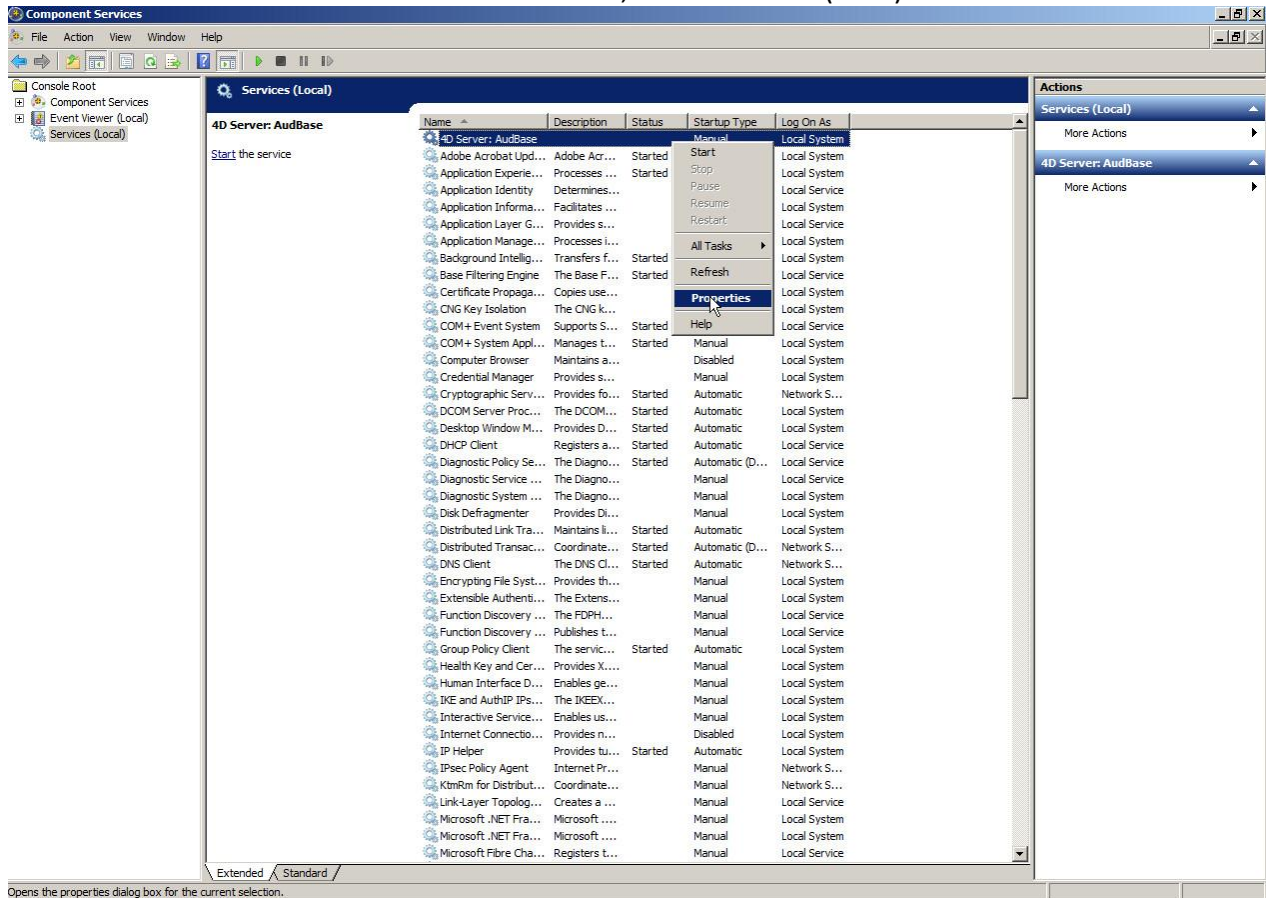 Component Services
File Action View Window Help
Console Root
Component Services
Event Viewer (Local)
Services (Local)
Services (Local)
4D Server: AudBase
Start the service
Name Description Status Startup Type Log On As
4D Server: AudBase Manual Local System
Adobe Acrobat Upd... Adobe Acr... Started Local System
Application Experie... Processes ... Started Local System
Application Identity Determines... Local Service
Application Informa... Facilitates ... Local System
Application Layer G... Provides s... Local Service
Application Manage... Processes i... Local System
Background Intellig... Transfers f... Started Local System
Base Filtering Engine The Base F... Started Local Service
Certificate Propaga... Copies use... Local System
CNG Key Isolation The CNG k... Local System
COM+ Event System Supports S... Started Local Service
COM+ System Appl... Manages t... Started Manual Local System
Computer Browser Maintains a... Disabled Local System
Credential Manager Provides s... Manual Local System
Cryptographic Serv... Provides fo... Started Automatic Network S...
DCOM Server Proc... The DCOM... Started Automatic Local System
Desktop Window M... Provides D... Started Automatic Local System
DHCP Client Registers a... Started Automatic Local Service
Diagnostic Policy Se... The Diagno... Started Automatic (D... Local Service
Diagnostic Service ... The Diagno... Manual Local Service
Diagnostic System ... The Diagno... Manual Local System
Disk Defragmenter Provides Di... Manual Local System
Distributed Link Tra... Maintains li... Started Automatic Local System
Distributed Transac... Coordinate... Started Automatic (D... Network S...
DNS Client The DNS Cl... Started Automatic Network S...
Encrypting File Syst... Provides th... Manual Local System
Extensible Authenti... The Extens... Manual Local System
Function Discovery ... The FDPH... Manual Local Service
Function Discovery ... Publishes t... Manual Local Service
Group Policy Client The servic... Started Automatic Local System
Health Key and Cer... Provides X.... Manual Local System
Human Interface D... Enables ge... Manual Local System
IKE and AuthIP IPs... The IKEEX... Manual Local System
Interactive Service... Enables us... Manual Local System
Internet Connectio... Provides n... Disabled Local System
IP Helper Provides tu... Started Automatic Local System
IPsec Policy Agent Internet Pr... Manual Network S...
KtmRm for Distribut... Coordinate... Manual Network S...
Link-Layer Topolog... Creates a ... Manual Local Service
Microsoft .NET Fra... Microsoft .... Manual Local System
Microsoft .NET Fra... Microsoft .... Manual Local System
Microsoft Fibre Cha... Registers t... Manual Local Service
Start
Stop
Pause
Resume
Restart
All Tasks
Refresh
Properties
Help
Actions
Services (Local)
More Actions
4D Server: AudBase
More Actions
Extended Standard
Opens the properties dialog box for the current selection.